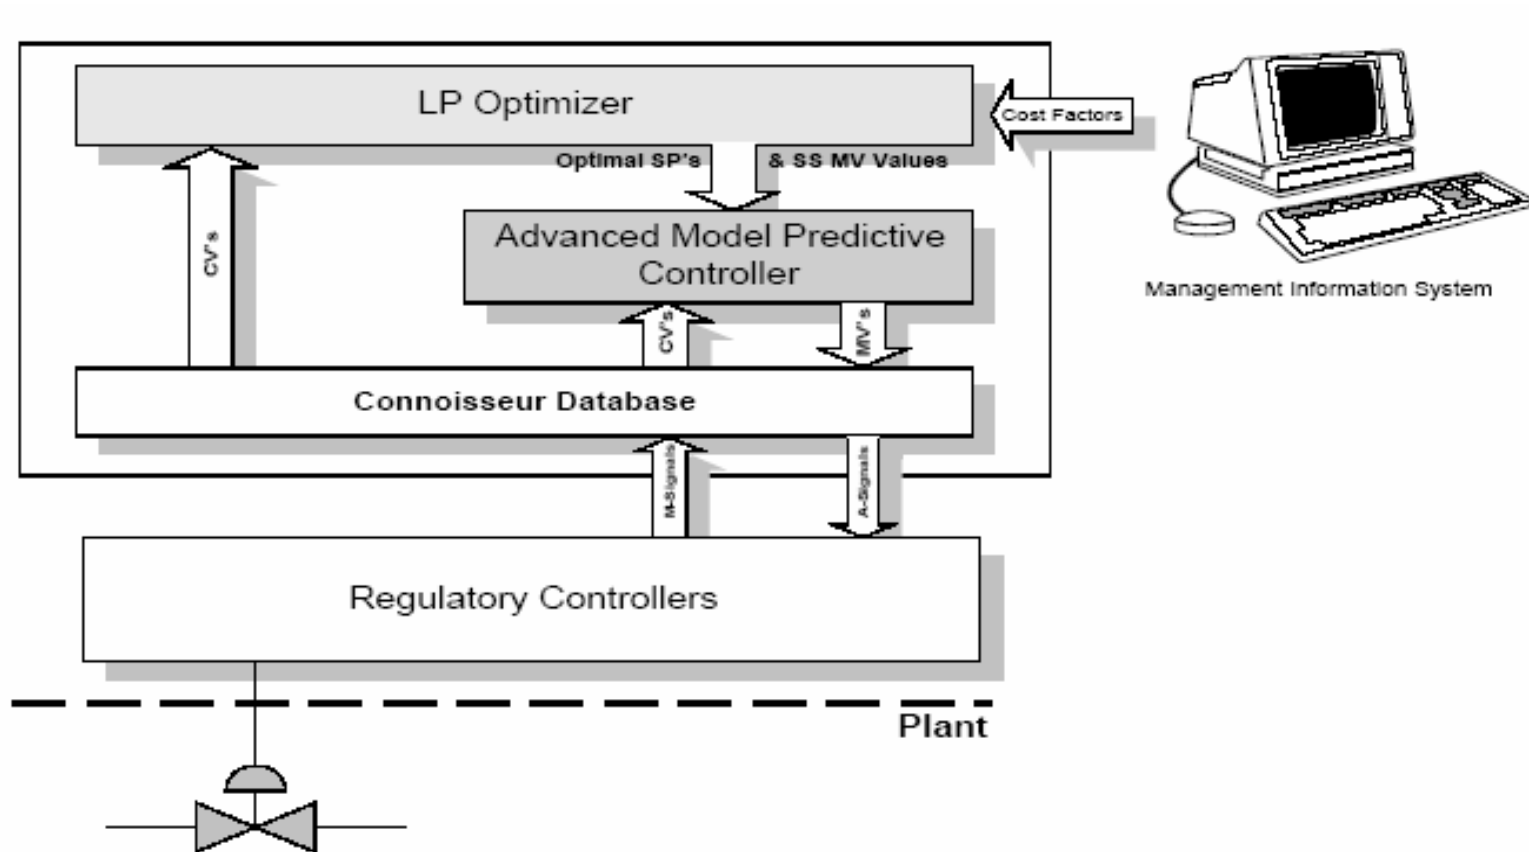 LP Optimizer
Cost Factors
Optimal SP's & SS MV Values
CV's
Advanced Model Predictive
Controller
Management Information System
CV's
MV's
Connoisseur Database
M-Signals
A-Signals
Regulatory Controllers
Plant